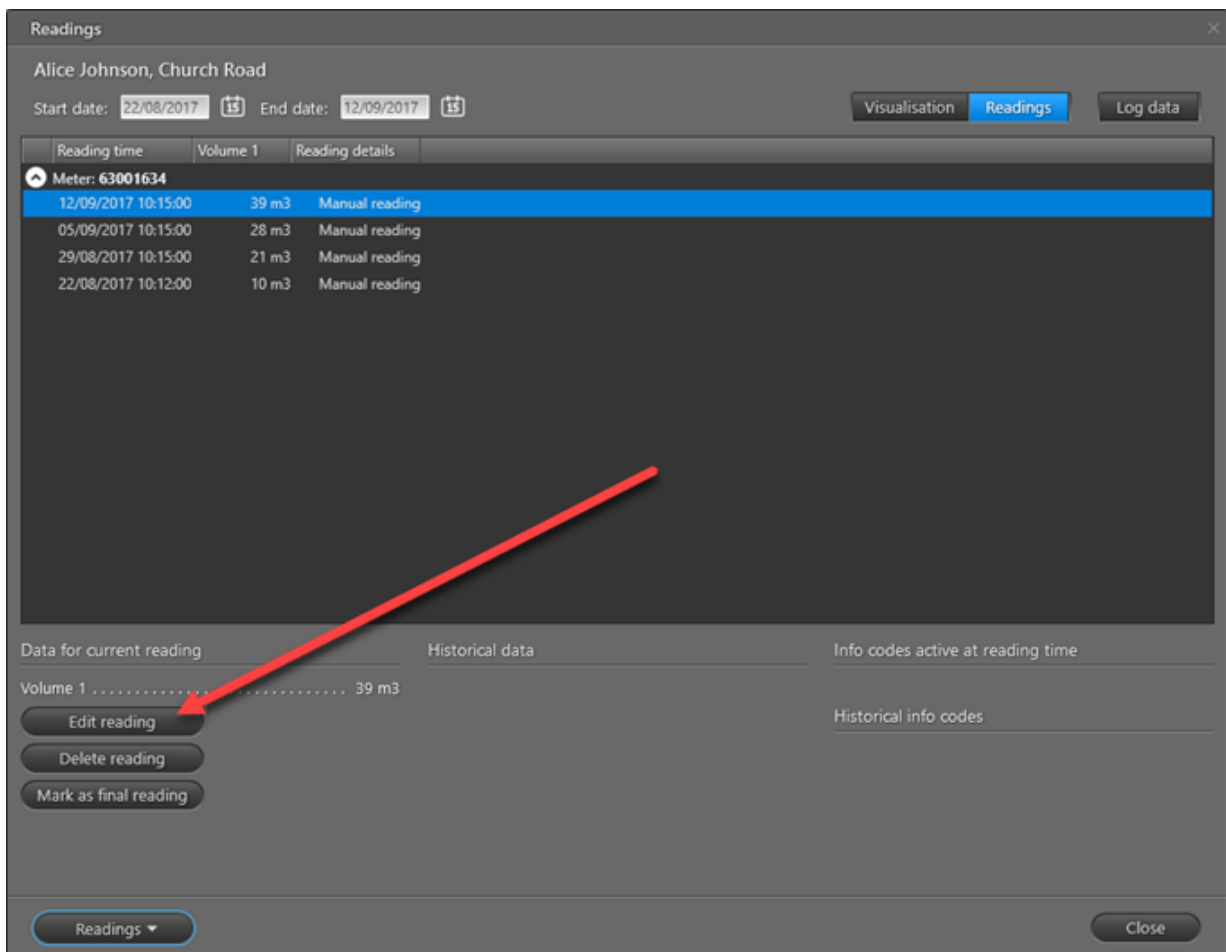 Readings
Alice Johnson, Church Road
Start date: 22/08/2017 15 End date: 12/09/2017 15 Visualisation Readings Log data
Reading time Volume 1 Reading details
Meter: 63001634
12/09/2017 10:15:00 39 m3 Manual reading
05/09/2017 10:15:00 28 m3 Manual reading
29/08/2017 10:15:00 21 m3 Manual reading
22/08/2017 10:12:00 10 m3 Manual reading
Data for current reading Historical data Info codes active at reading time
Volume 1 . . . . . . . . . . . . . . . . . . . . . . . . . . . . . . 39 m3
Edit reading Historical info codes
Delete reading
Mark as final reading
Readings Close